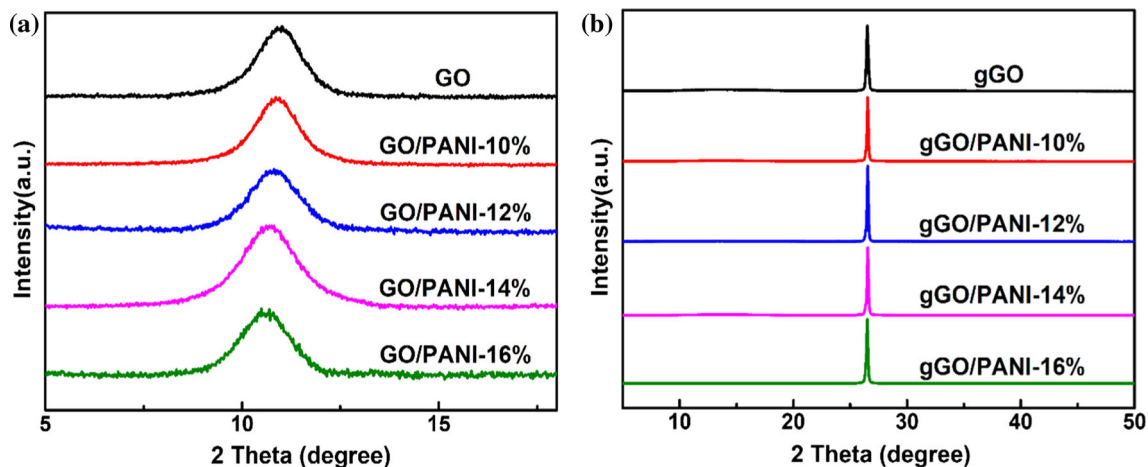 (a)
Intensity(a.u.)
GO
GO/PANI-10%
GO/PANI-12%
GO/PANI-14%
GO/PANI-16%
5 10 15
2 Theta (degree)
(b)
Intensity(a.u.)
gGO
gGO/PANI-10%
gGO/PANI-12%
gGO/PANI-14%
gGO/PANI-16%
10 20 30 40 50
2 Theta (degree)